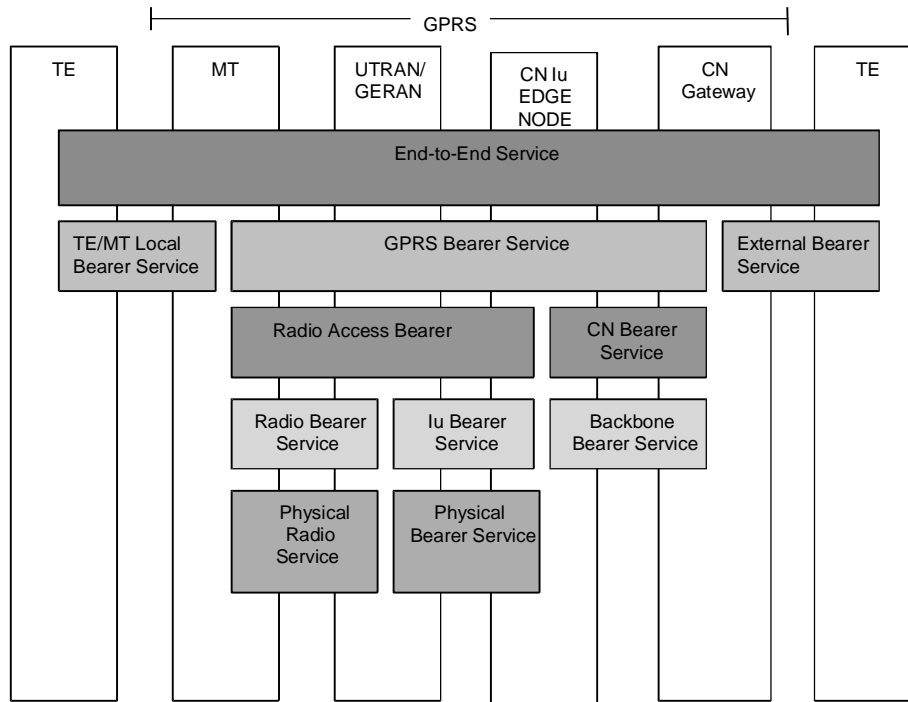 GPRS
TE
MT
UTRAN/
GERAN
CN Iu
EDGE
NODE
CN
Gateway
TE
End-to-End Service
TE/MT Local
Bearer Service
GPRS Bearer Service
External Bearer
Service
Radio Access Bearer
CN Bearer
Service
Radio Bearer
Service
Iu Bearer
Service
Backbone
Bearer Service
Physical
Radio
Service
Physical
Bearer Service